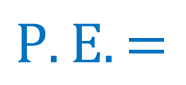 P. E. =